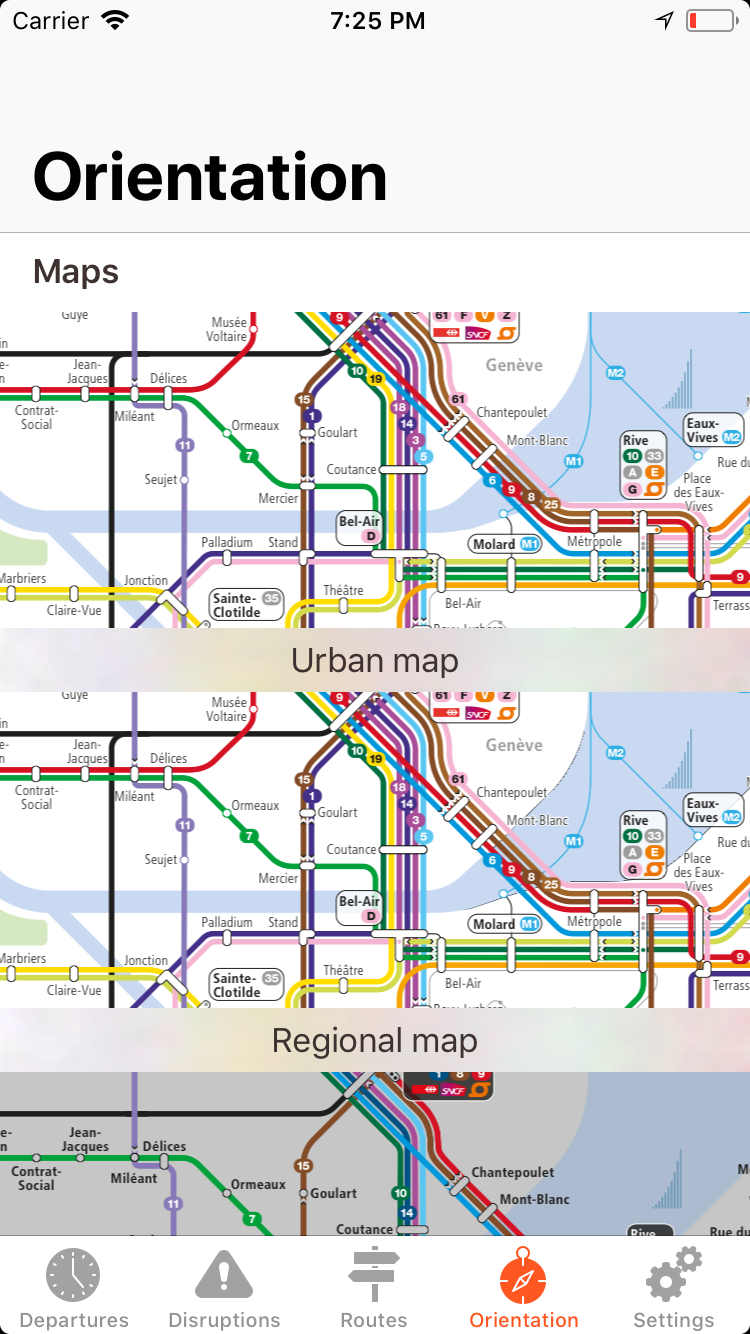 Carrier
7:25 PM
Orientation
Maps
Guye
Musée
Voltaire
9
61 F V Z
SNCF
Genève
M2
Jean-
Jacques
Délices
10
19
Contrat-
Social
Miléant
15
1
18
14
3
5
61
Chantepoulet
Ormeaux
Goulart
11
7
Mont-Blanc
Rive
10 33
A E
G
Eaux-
Vives M2
Seujet
Coutance
M1
Rue du
Mercier
6
9
8
25
Place
des Eaux-
Vives
Bel-Air
D
Palladium
Stand
Molard M1
Métropole
Marbriers
Jonction
Claire-Vue
Sainte-
Clotilde
35
Théâtre
Bel-Air
9
Terrass
Urban map
Guye
Musée
Voltaire
9
61 F V Z
SNCF
Genève
M2
Jean-
Jacques
Délices
10
19
Contrat-
Social
Miléant
15
1
18
14
3
5
61
Chantepoulet
Ormeaux
Goulart
11
7
Mont-Blanc
Rive
10 33
A E
G
Eaux-
Vives M2
Seujet
Coutance
M1
Rue du
Mercier
6
9
8
25
Place
des Eaux-
Vives
Bel-Air
D
Palladium
Stand
Molard M1
Métropole
Marbriers
Jonction
Claire-Vue
Sainte-
Clotilde
35
Théâtre
Bel-Air
9
Terrass
Regional map
8
9
SNCF
Jean-
Jacques
Délices
Contrat-
Social
Miléant
15
Chantepoulet
Ormeaux
Goulart
10
14
Mont-Blanc
11
7
Coutance
Rive
Rue du
Departures
Disruptions
Routes
Orientation
Settings